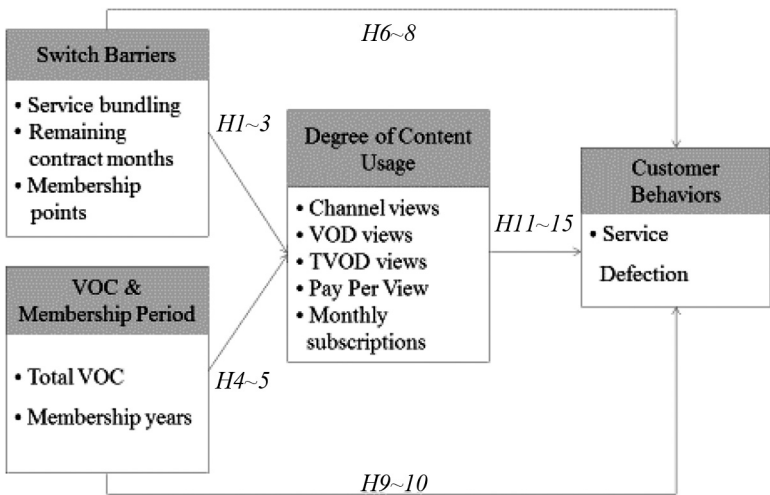 H6~8
Switch Barriers
• Service bundling
• Remaining
contract months
• Membership
points
H1~3
Degree of Content
Usage
• Channel views
• VOD views
• TVOD views
• Pay Per View
• Monthly
subscriptions
H11~15
Customer
Behaviors
• Service
Defection
VOC &
Membership Period
• Total VOC
• Membership years
H4~5
H9~10